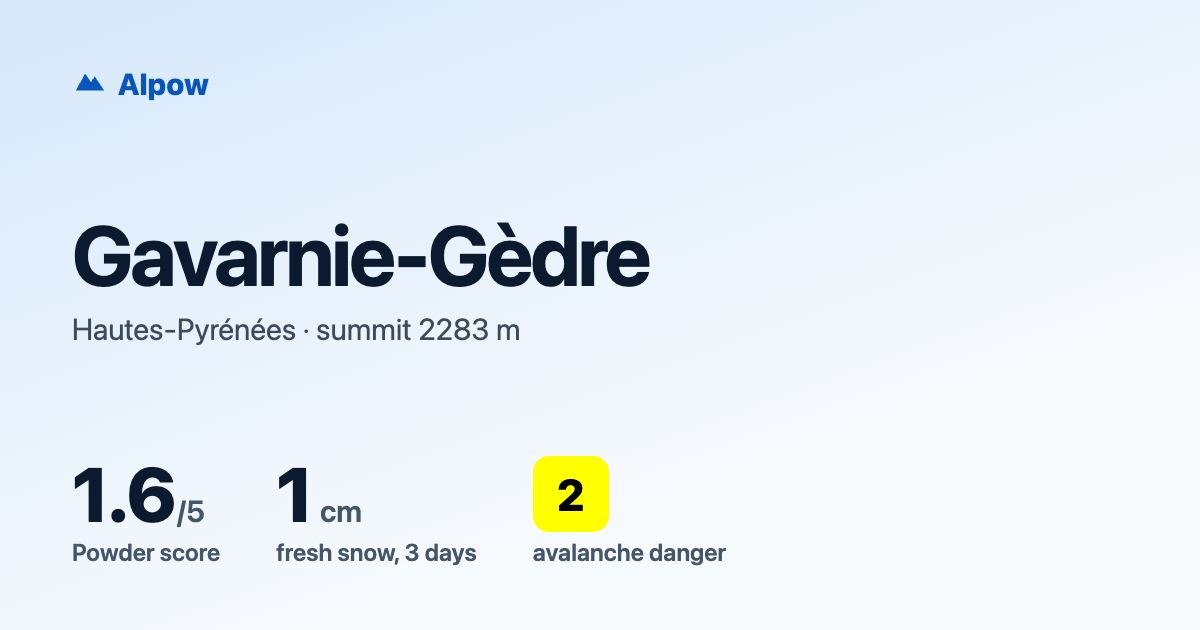 Alpow
Gavarnie-Gèdre
Hautes-Pyrénées · summit 2283 m
1.6/5
Powder score
1 cm
fresh snow, 3 days
2
avalanche danger